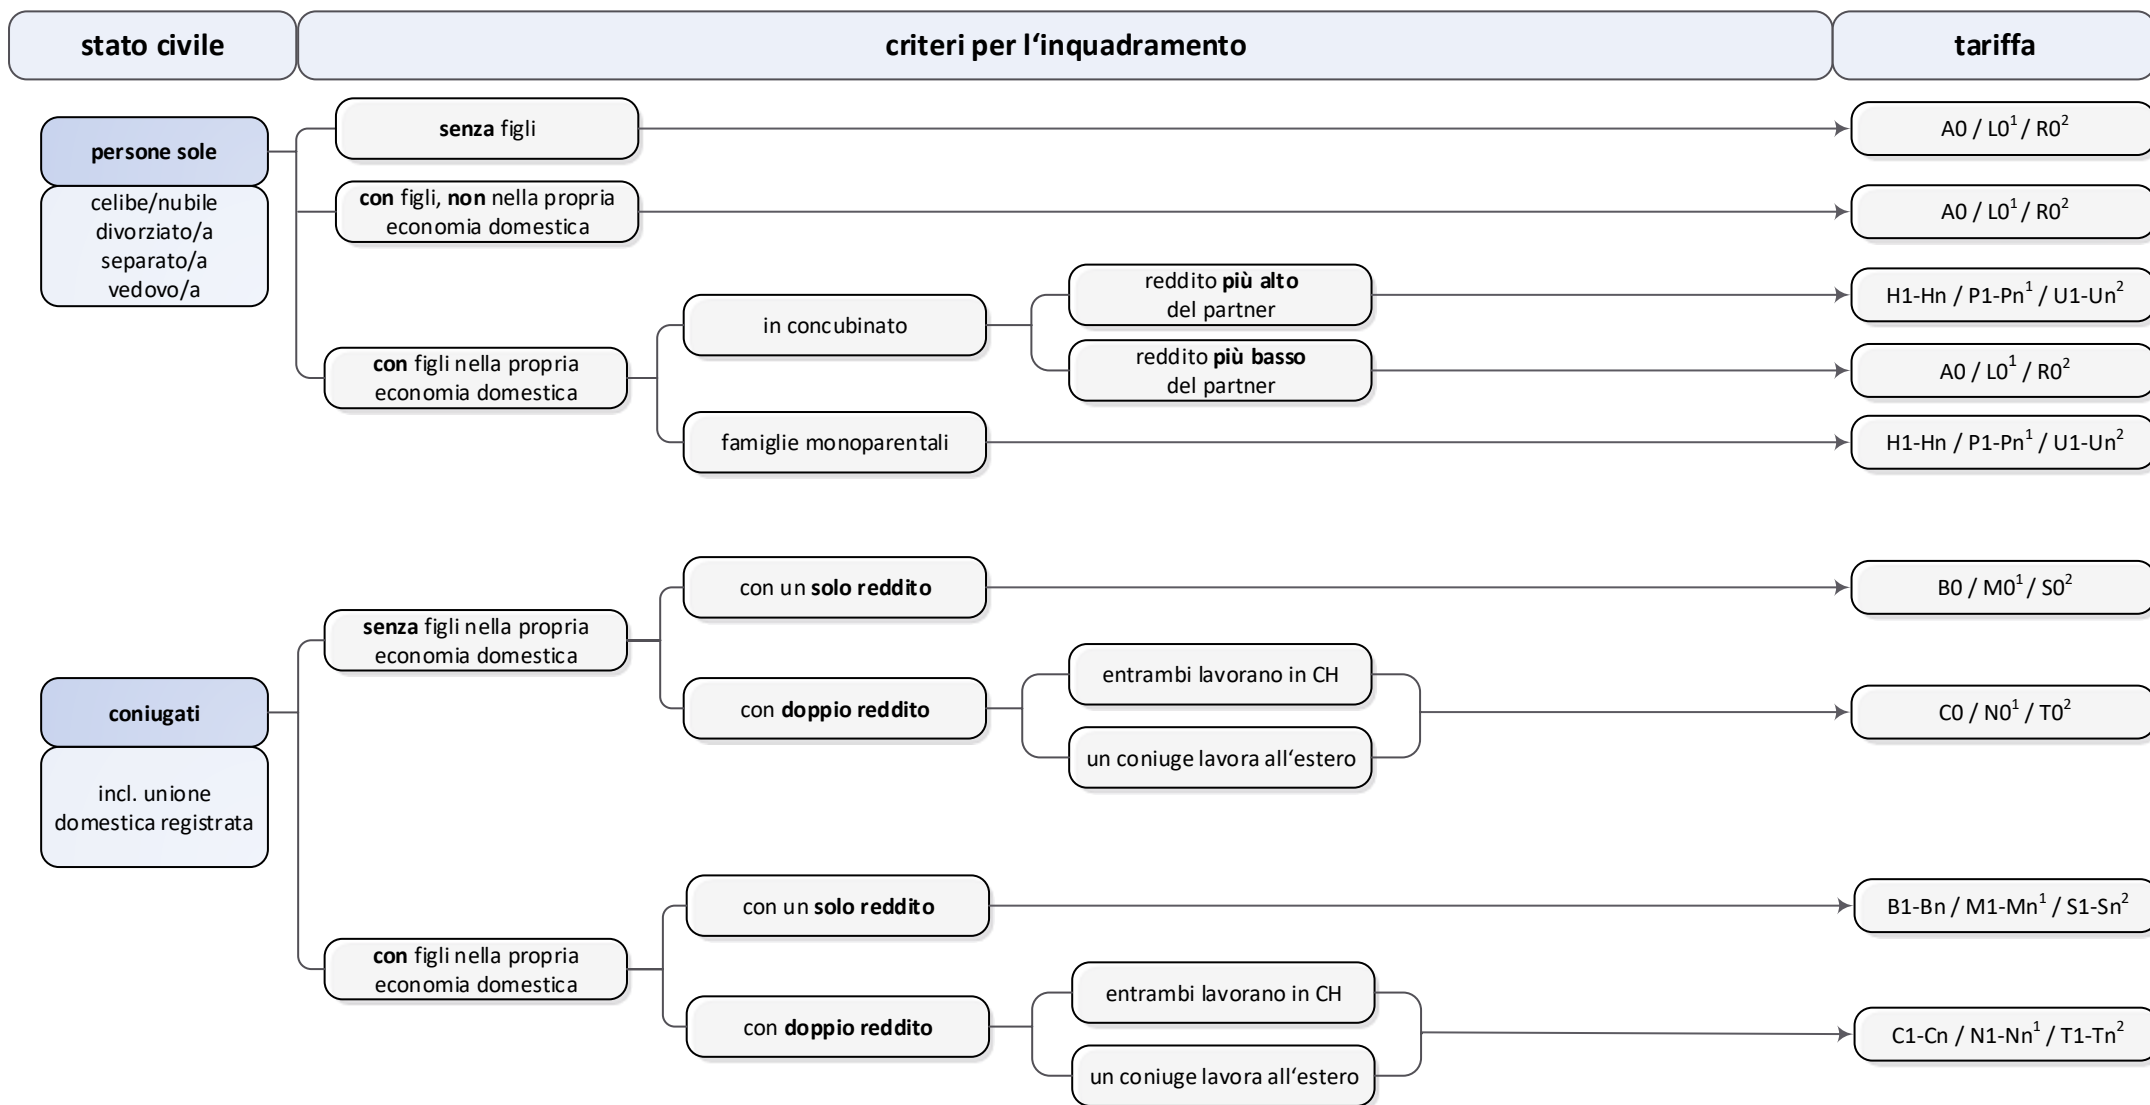 stato civile
criteri per l‘inquadramento
tariffa
persone sole
celibe/nubile
divorziato/a
separato/a
vedovo/a
senza figli
A0 / L0¹ / R0²
con figli, non nella propria
economia domestica
A0 / L0¹ / R0²
con figli nella propria
economia domestica
in concubinato
reddito più alto
del partner
H1-Hn / P1-Pn¹ / U1-Un²
reddito più basso
del partner
A0 / L0¹ / R0²
famiglie monoparentali
H1-Hn / P1-Pn¹ / U1-Un²
coniugati
incl. unione
domestica registrata
senza figli nella propria
economia domestica
con un solo reddito
B0 / M0¹ / S0²
con doppio reddito
entrambi lavorano in CH
un coniuge lavora all‘estero
C0 / N0¹ / T0²
con figli nella propria
economia domestica
con un solo reddito
B1-Bn / M1-Mn¹ / S1-Sn²
con doppio reddito
entrambi lavorano in CH
un coniuge lavora all‘estero
C1-Cn / N1-Nn¹ / T1-Tn²